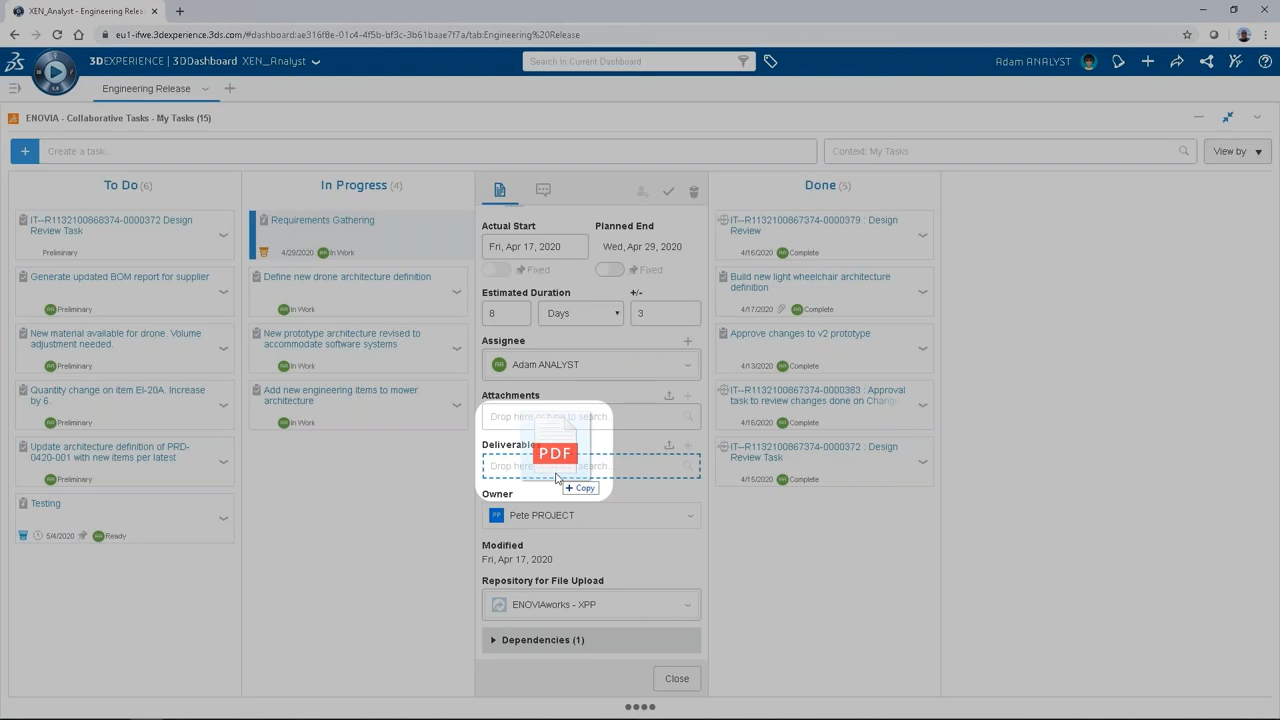 XEN_Analyst - Engineering Relea
eu1-ifwe.3dexperience.3ds.com/#dashboard:ae316f8e-01c4-4f5b-bf3c-3b61baae7f7a/tab:Engineering%20Release
3DEXPERIENCE | 3DDashboard XEN_Analyst
Search In Current Dashboard
Adam ANALYST
Engineering Release
ENOVIA - Collaborative Tasks - My Tasks (15)
Create a task...
Context: My Tasks
View by
To Do (6)
IT--R1132100868374-0000372 Design
Review Task
Preliminary
Generate updated BOM report for supplier
Preliminary
New material available for drone. Volume
adjustment needed.
Preliminary
Quantity change on item EI-20A. Increase
by 6.
Preliminary
Update architecture definition of PRD-
0420-001 with new items per latest
Preliminary
Testing
5/4/2020 Ready
In Progress (4)
Requirements Gathering
4/29/2020 In Work
Define new drone architecture definition
In Work
New prototype architecture revised to
accommodate software systems
In Work
Add new engineering items to mower
architecture
In Work
Actual Start
Planned End
Fri, Apr 17, 2020
Wed, Apr 29, 2020
Fixed
Fixed
Estimated Duration
+/-
8
Days
3
Assignee
Adam ANALYST
Attachments
Drop here or type to search
Deliverable
PDF
Drop here search...
Copy
Owner
PP
Pete PROJECT
Modified
Fri, Apr 17, 2020
Repository for File Upload
ENOVIAworks - XPP
Dependencies (1)
Close
Done (5)
IT--R1132100867374-0000379 : Design
Review
4/16/2020 Complete
Build new light wheelchair architecture
definition
4/17/2020 Complete
Approve changes to v2 prototype
4/13/2020 Complete
IT--R1132100867374-0000383 : Approval
task to review changes done on Chang
4/16/2020 Complete
IT--R1132100867374-0000372 : Design
Review Task
4/15/2020 Complete